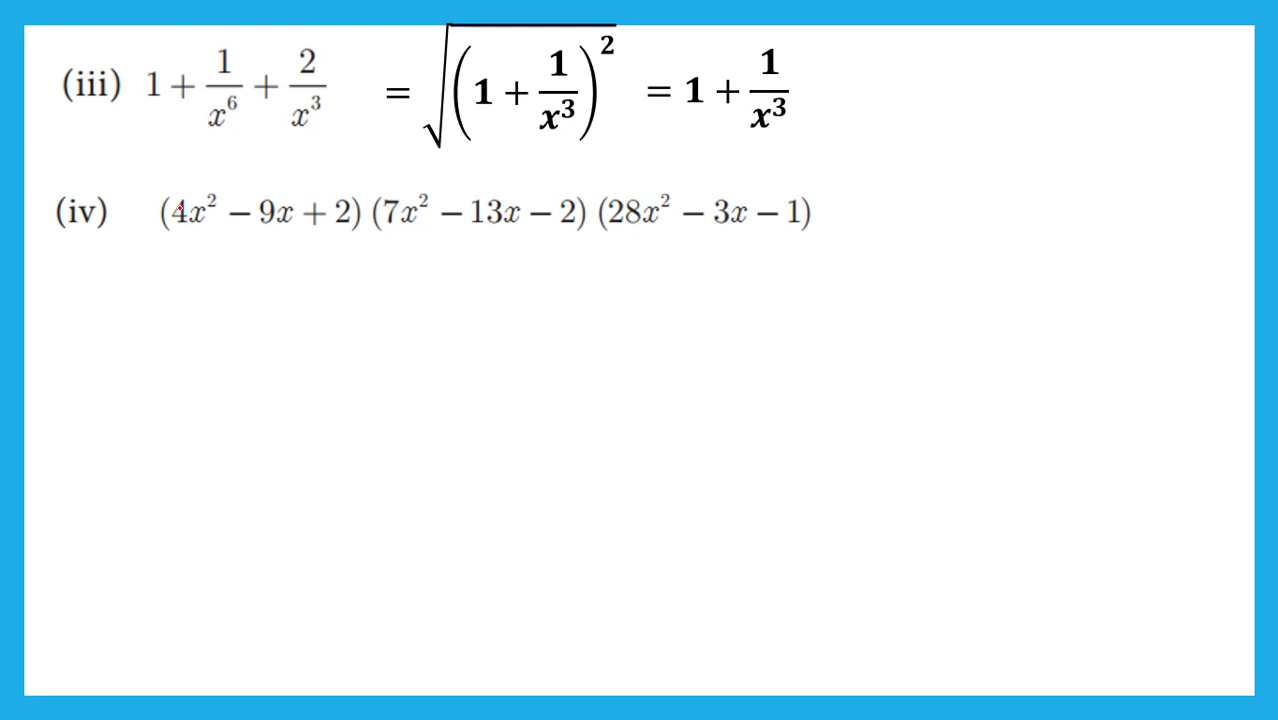 (iii) 1 + 1/x⁶ + 2/x³ = √(1 + 1/x³)² = 1 + 1/x³
(iv) (4x² − 9x + 2) (7x² − 13x − 2) (28x² − 3x − 1)